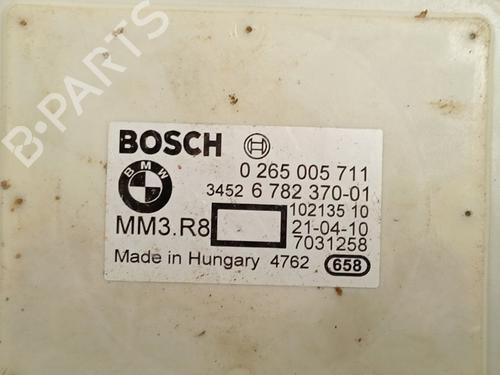 B-PARTS
BOSCH
0 265 005 711
BMW
3452 6 782 370-01
102135 10
MM3.R8
21-04-10
7031258
Made in Hungary 4762 658